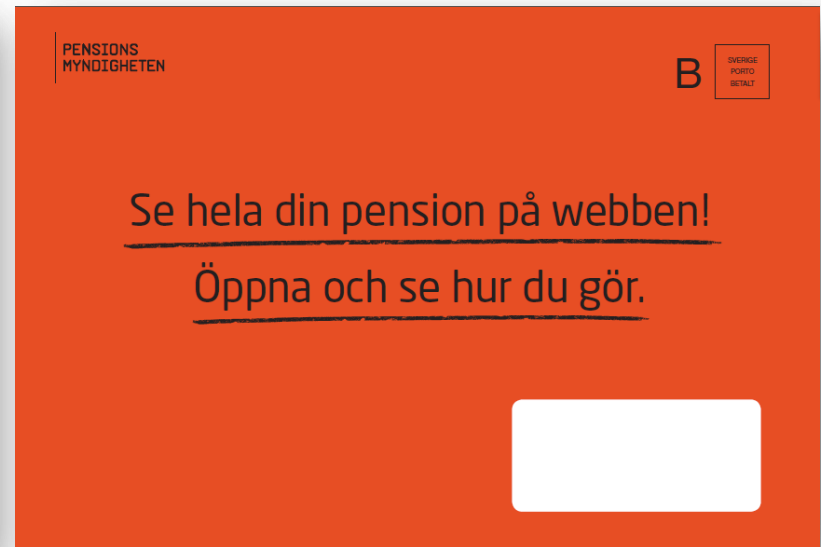 PENSIONS
MYNDIGHETEN
B
SVERIGE
PORTO
BETALT
Se hela din pension på webben!
Öppna och se hur du gör.